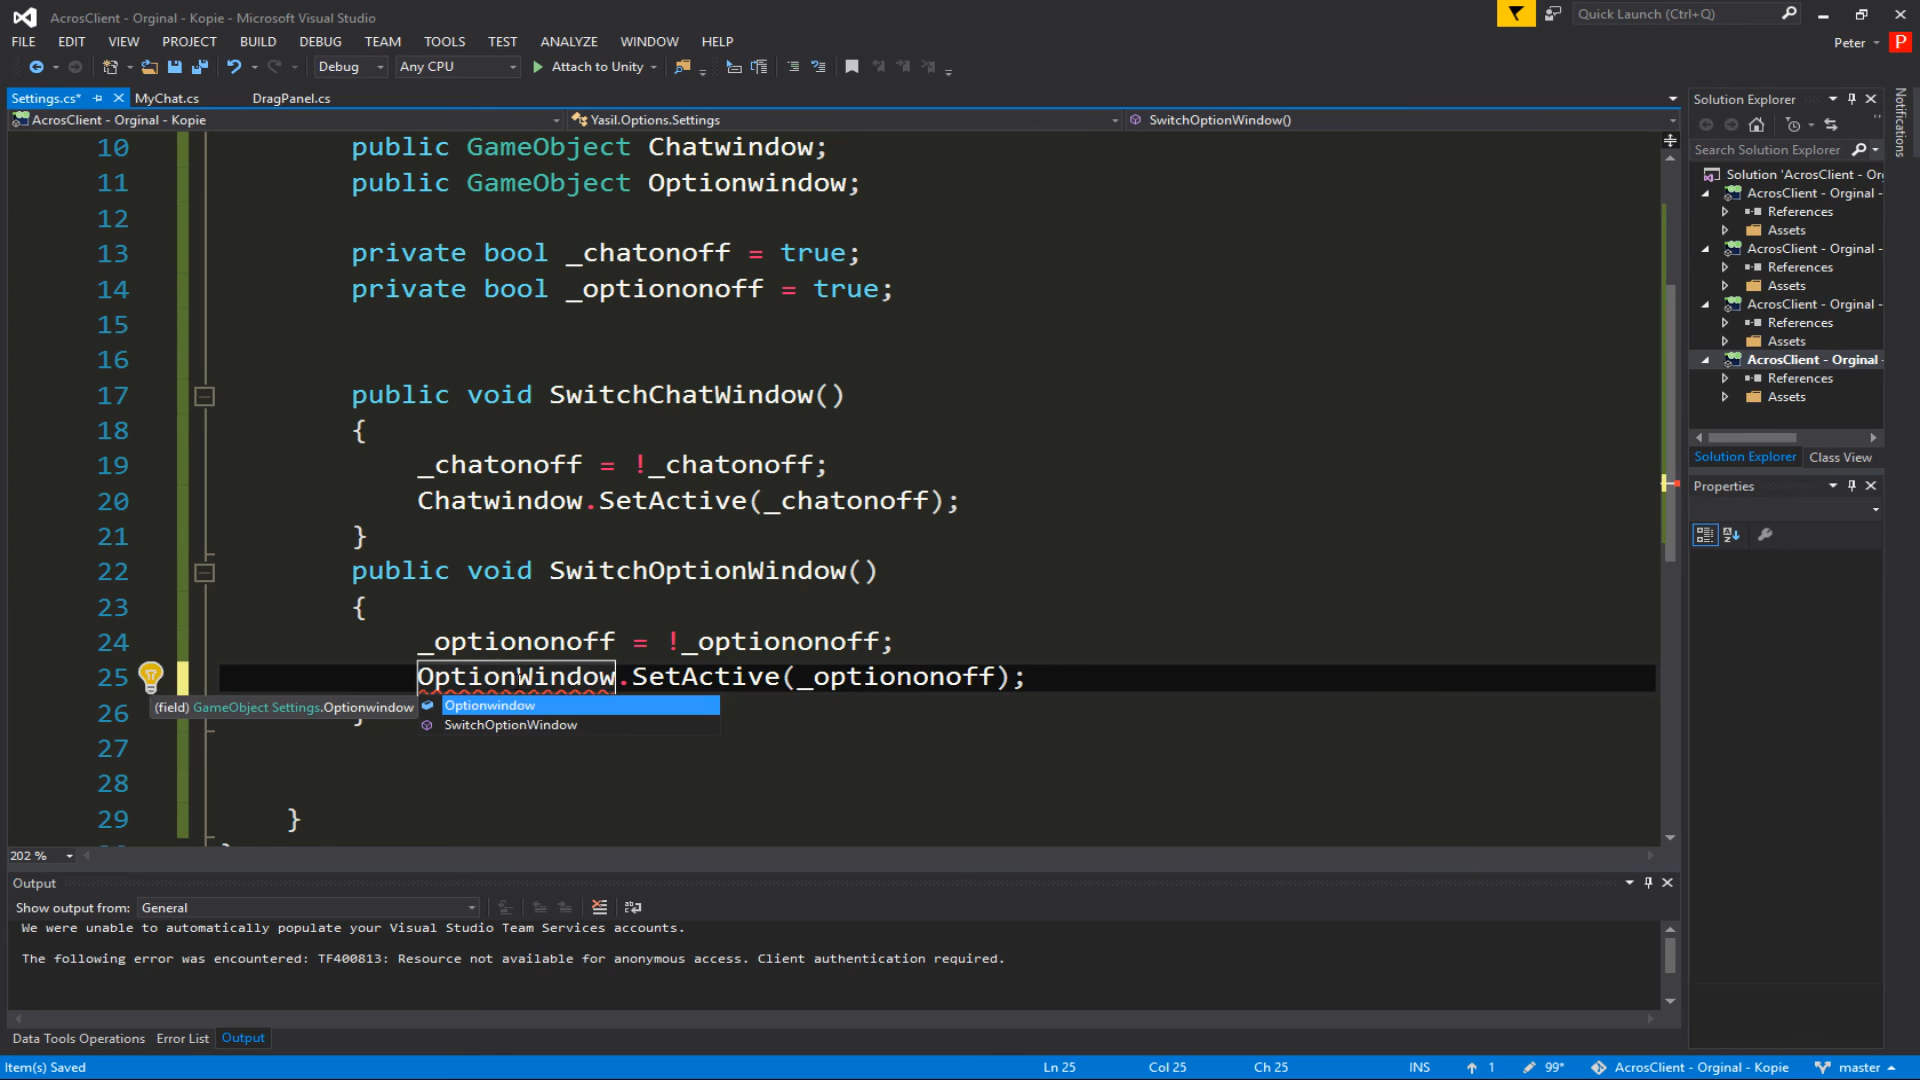 AcrosClient - Orginal - Kopie - Microsoft Visual Studio
Quick Launch (Ctrl+Q)
FILE EDIT VIEW PROJECT BUILD DEBUG TEAM TOOLS TEST ANALYZE WINDOW HELP
Peter P
Debug Any CPU Attach to Unity
Settings.cs* MyChat.cs DragPanel.cs
AcrosClient - Orginal - Kopie Yasil.Options.Settings SwitchOptionWindow()
10 public GameObject Chatwindow;
11 public GameObject Optionwindow;
12
13 private bool _chatonoff = true;
14 private bool _optiononoff = true;
15
16
17 public void SwitchChatWindow()
18 {
19 _chatonoff = !_chatonoff;
20 Chatwindow.SetActive(_chatonoff);
21 }
22 public void SwitchOptionWindow()
23 {
24 _optiononoff = !_optiononoff;
25 OptionWindow.SetActive(_optiononoff);
(field) GameObject Settings.Optionwindow
Optionwindow
SwitchOptionWindow
26 }
27
28
29 }
202 %
Solution Explorer
Notifications
Search Solution Explorer
Solution 'AcrosClient - Or
AcrosClient - Orginal -
References
Assets
AcrosClient - Orginal -
References
Assets
AcrosClient - Orginal -
References
Assets
AcrosClient - Orginal -
References
Assets
Solution Explorer Class View
Properties
Output
Show output from: General
We were unable to automatically populate your Visual Studio Team Services accounts.
The following error was encountered: TF400813: Resource not available for anonymous access. Client authentication required.
Data Tools Operations Error List Output
Item(s) Saved Ln 25 Col 25 Ch 25 INS 1 99* AcrosClient - Orginal - Kopie master